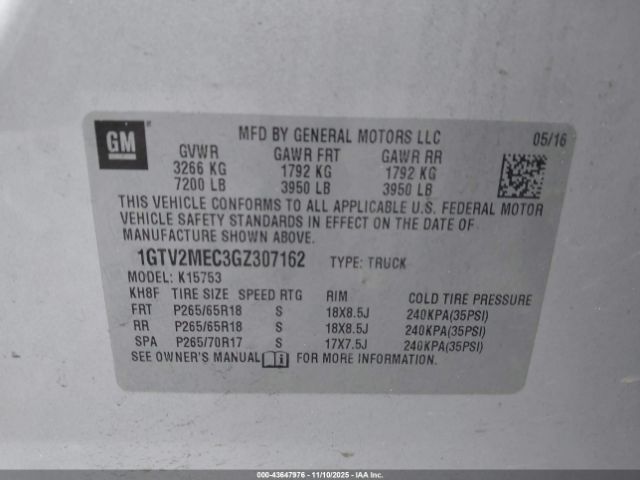 GM
MFD BY GENERAL MOTORS LLC 05/16
GVWR GAWR FRT GAWR RR
3266 KG 1792 KG 1792 KG
7200 LB 3950 LB 3950 LB
THIS VEHICLE CONFORMS TO ALL APPLICABLE U.S. FEDERAL MOTOR
VEHICLE SAFETY STANDARDS IN EFFECT ON THE DATE OF
MANUFACTURE SHOWN ABOVE.
1GTV2MEC3GZ307162 TYPE: TRUCK
MODEL: K15753
KH8F TIRE SIZE SPEED RTG RIM COLD TIRE PRESSURE
FRT P265/65R18 S 18X8.5J 240KPA(35PSI)
RR P265/65R18 S 18X8.5J 240KPA(35PSI)
SPA P265/70R17 S 17X7.5J 240KPA(35PSI)
SEE OWNER'S MANUAL FOR MORE INFORMATION.
© - 43647976 - 11/10/2025 - IAA Inc.